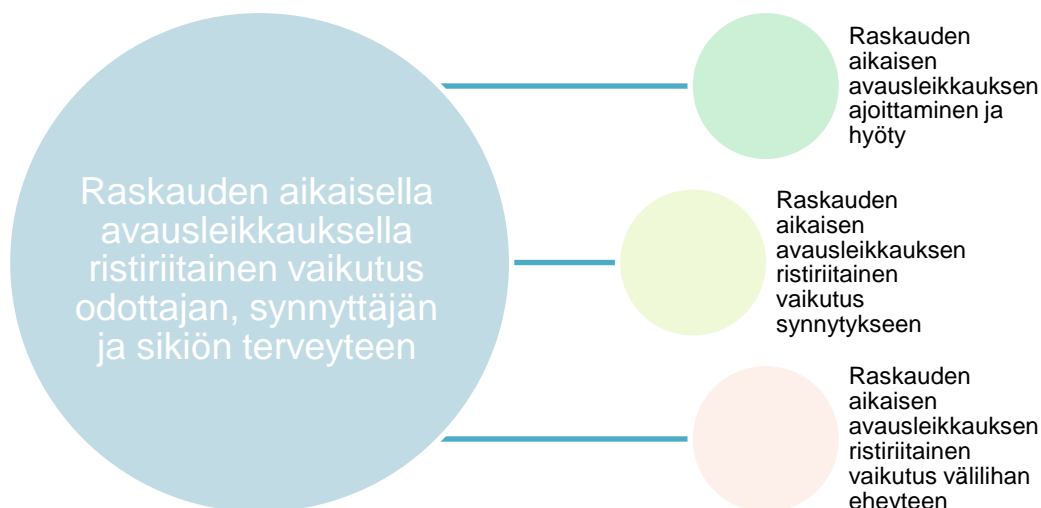 Raskauden aikaisella
avausleikkauksella
ristiriitainen vaikutus
odottajan, synnyttäjän
ja sikiön terveyteen
Raskauden
aikaisen
avausleikkauksen
ajoittaminen ja
hyöty
Raskauden
aikaisen
avausleikkauksen
ristiriitainen
vaikutus
synnytykseen
Raskauden
aikaisen
avausleikkauksen
ristiriitainen
vaikutus välilihan
eheyteen